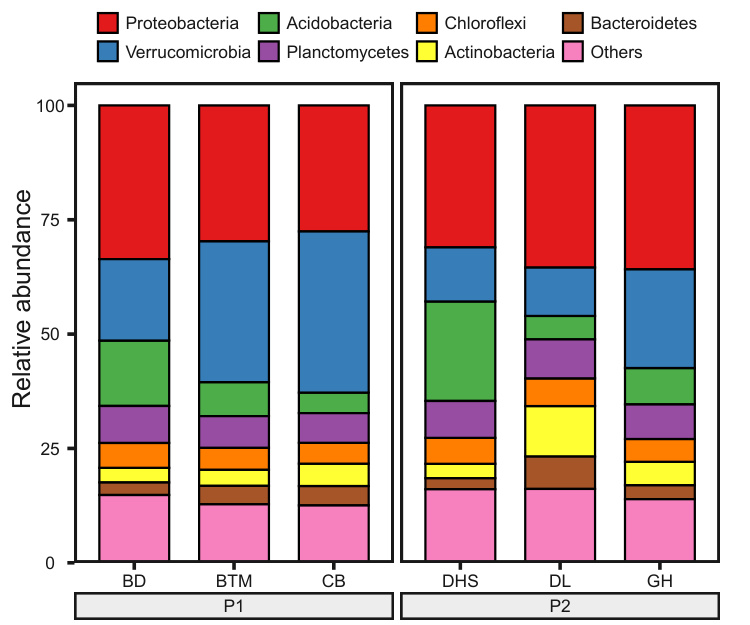 Proteobacteria Acidobacteria Chloroflexi Bacteroidetes
Verrucomicrobia Planctomycetes Actinobacteria Others
Relative abundance
100
75
50
25
0
BD BTM CB DHS DL GH
P1 P2